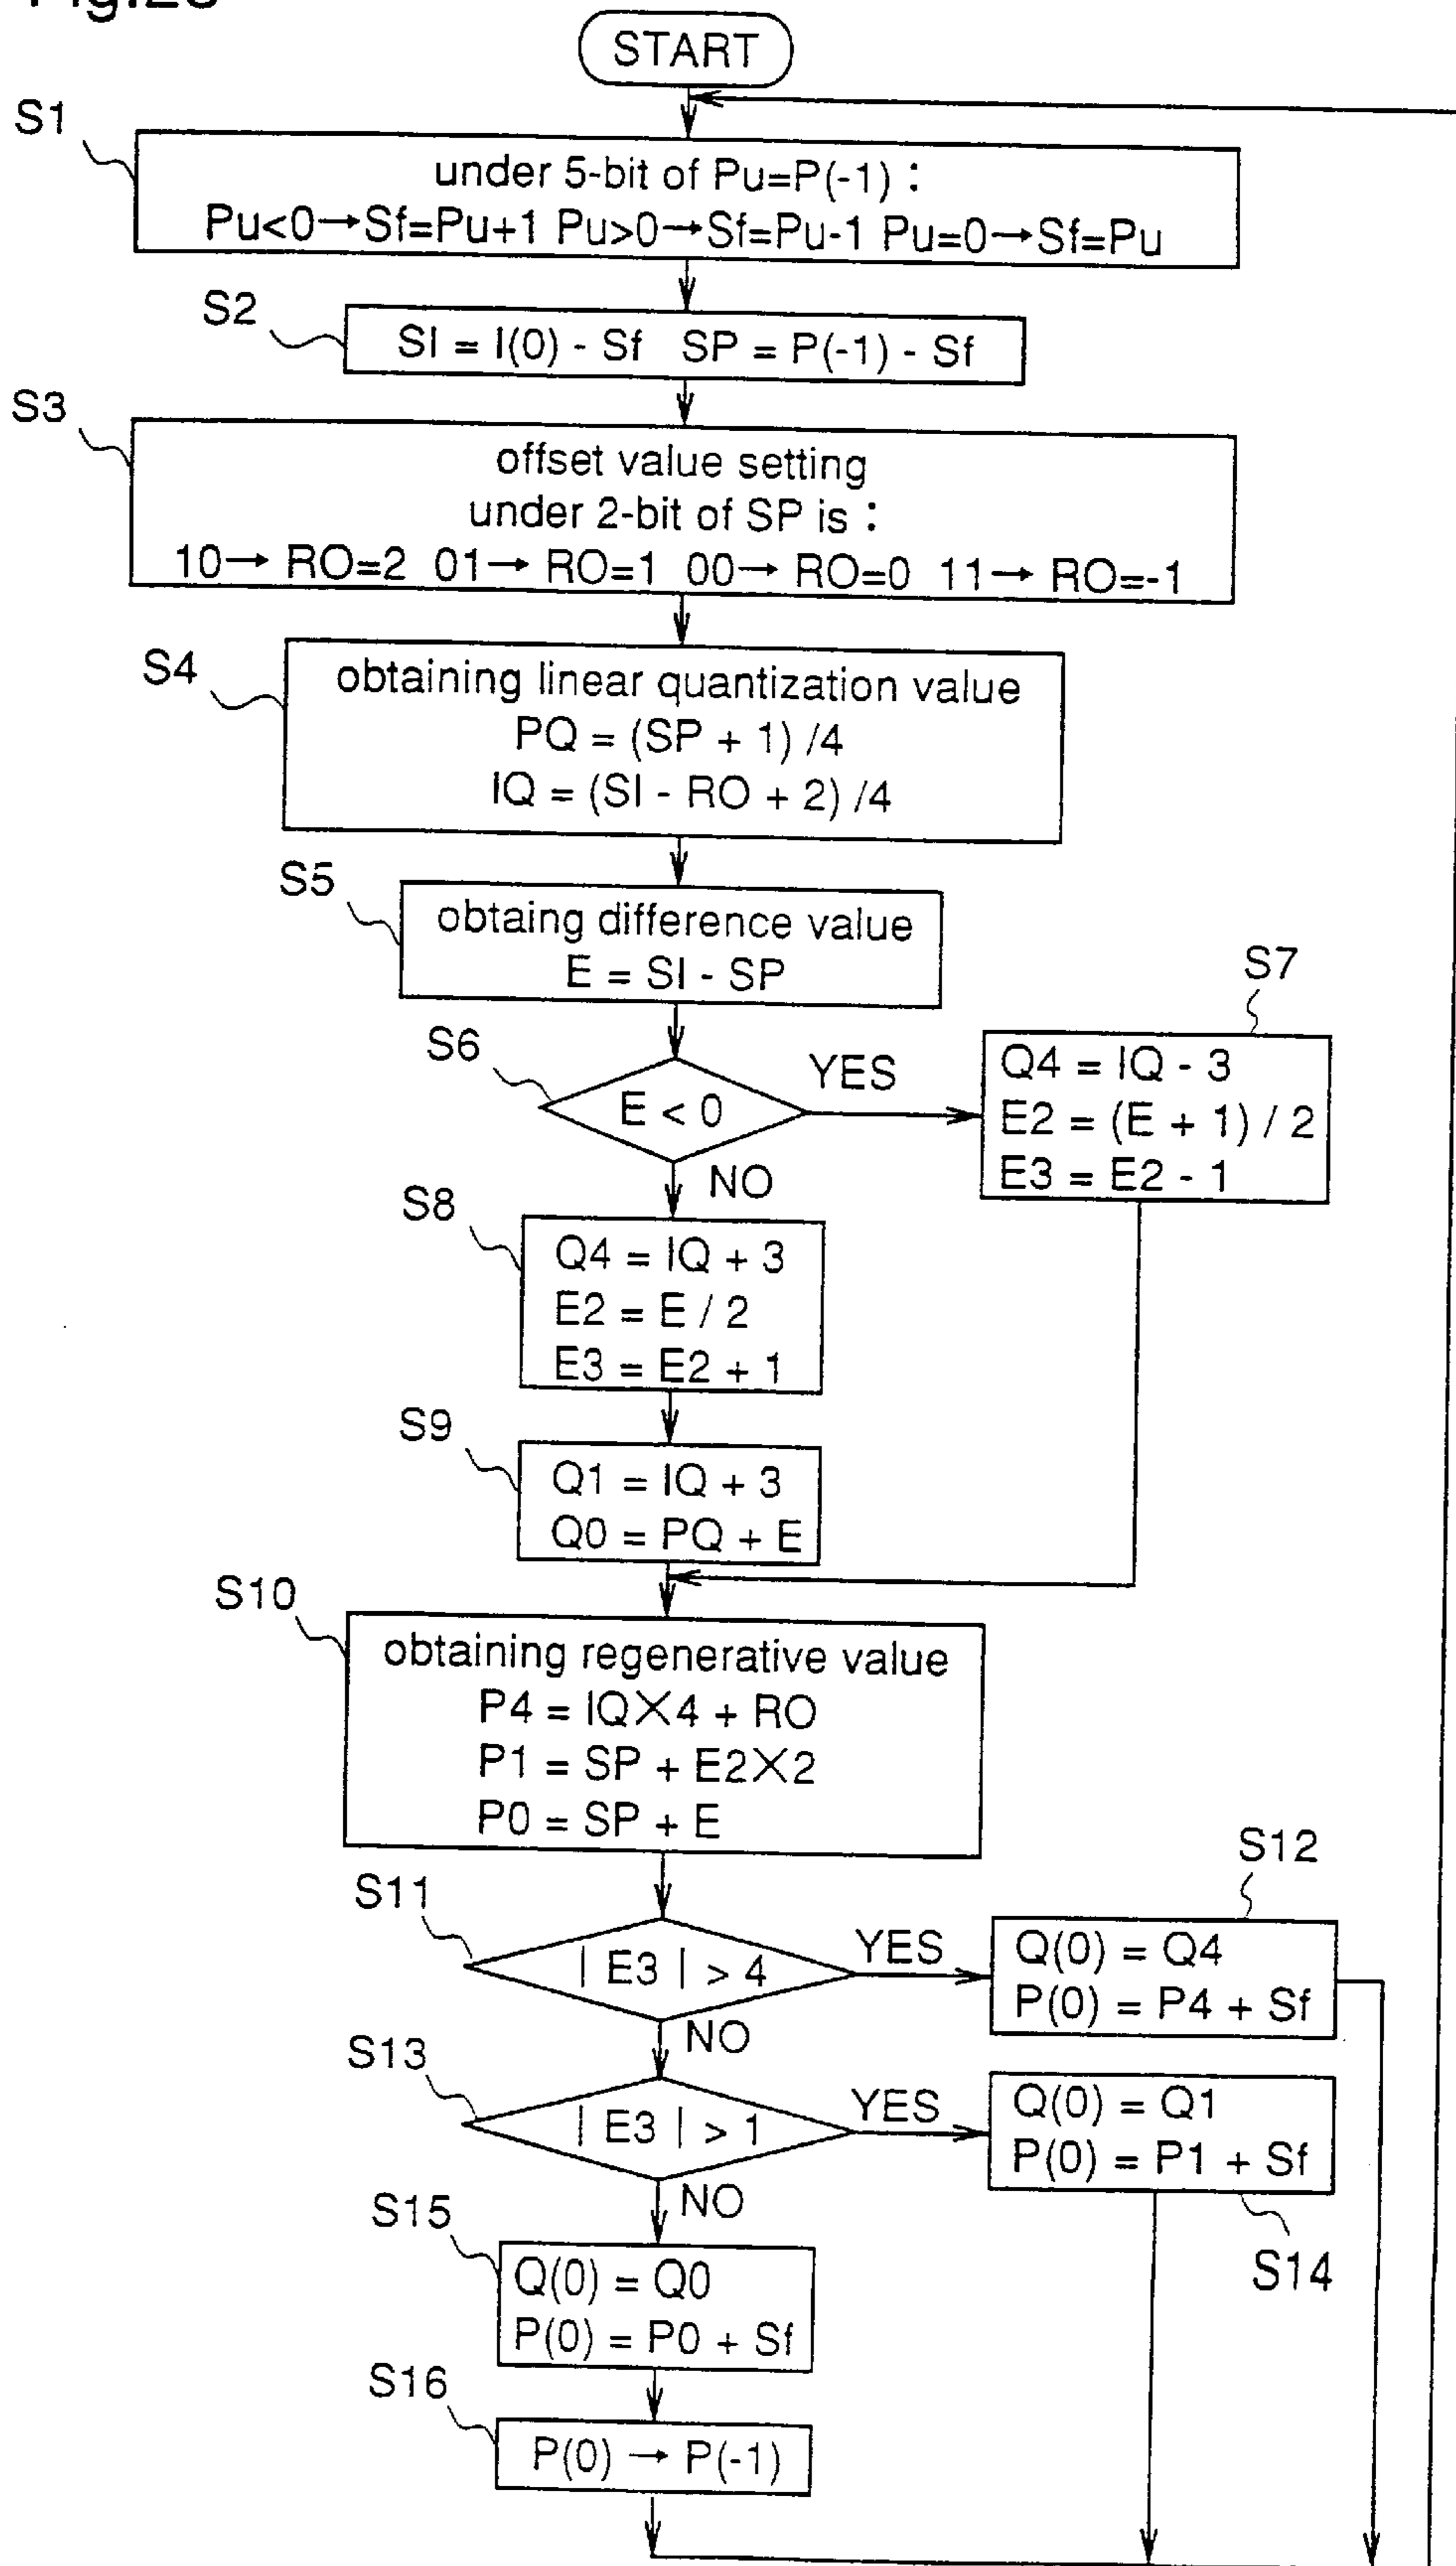 START
S1
under 5-bit of Pu=P(-1) :
Pu<0→Sf=Pu+1 Pu>0→Sf=Pu-1 Pu=0→Sf=Pu
S2
SI = I(0) - Sf SP = P(-1) - Sf
S3
offset value setting
under 2-bit of SP is :
10→ RO=2 01→ RO=1 00→ RO=0 11→ RO=-1
S4
obtaining linear quantization value
PQ = (SP + 1) /4
IQ = (SI - RO + 2) /4
S5
obtaing difference value
E = SI - SP
S6
E < 0
YES
NO
S7
Q4 = IQ - 3
E2 = (E + 1) / 2
E3 = E2 - 1
S8
Q4 = IQ + 3
E2 = E / 2
E3 = E2 + 1
S9
Q1 = IQ + 3
Q0 = PQ + E
S10
obtaining regenerative value
P4 = IQ×4 + RO
P1 = SP + E2×2
P0 = SP + E
S11
| E3 | > 4
YES
NO
S12
Q(0) = Q4
P(0) = P4 + Sf
S13
| E3 | > 1
YES
NO
Q(0) = Q1
P(0) = P1 + Sf
S14
S15
Q(0) = Q0
P(0) = P0 + Sf
S16
P(0) → P(-1)